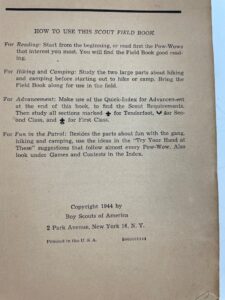 HOW TO USE THIS SCOUT FIELD BOOK
For Reading: Start from the beginning, or read first the Pow-Wows
that interest you most. You will find the Field Book good read-
ing.
For Hiking and Camping: Study the two large parts about hiking
and camping before starting out to hike or camp. Bring the
Field Book along for use in the field.
For Advancement: Make use of the Quick-Index for Advancement
at the end of this book, to find the Scout Requirements.
Then study all sections marked for Tenderfoot, for Sec-
ond Class, and for First Class.
For Fun in the Patrol: Besides the parts about fun with the gang,
hiking and camping, use the ideas in the "Try Your Hand at
These" suggestions that follow almost every Pow-Wow. Also
look under Games and Contests in the Index.
Copyright 1944 by
Boy Scouts of America
2 Park Avenue, New York 16, N. Y.
Printed in the U. S. A.